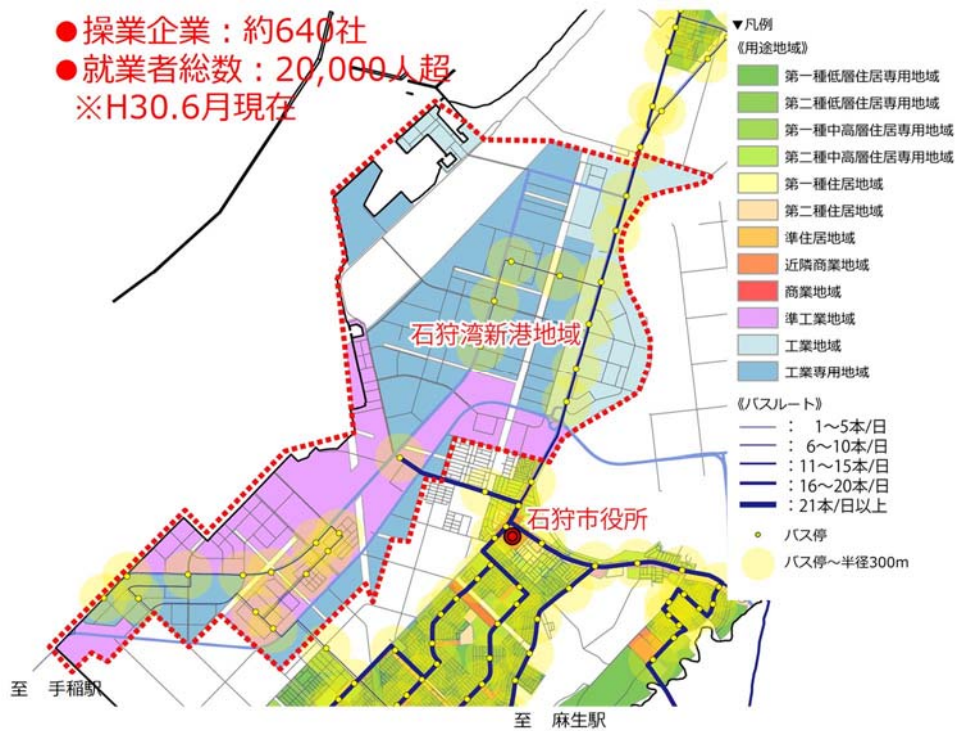 ●操業企業：約640社
●就業者総数：20,000人超
※H30.6月現在
石狩湾新港地域
石狩市役所
至 手稲駅
至 麻生駅
▼凡例
《用途地域》
第一種低層住居専用地域
第二種低層住居専用地域
第一種中高層住居専用地域
第二種中高層住居専用地域
第一種住居地域
第二種住居地域
準住居地域
近隣商業地域
商業地域
準工業地域
工業地域
工業専用地域
《バスルート》
： 1～5本/日
： 6～10本/日
：11～15本/日
：16～20本/日
：21本/日以上
バス停
バス停～半径300m